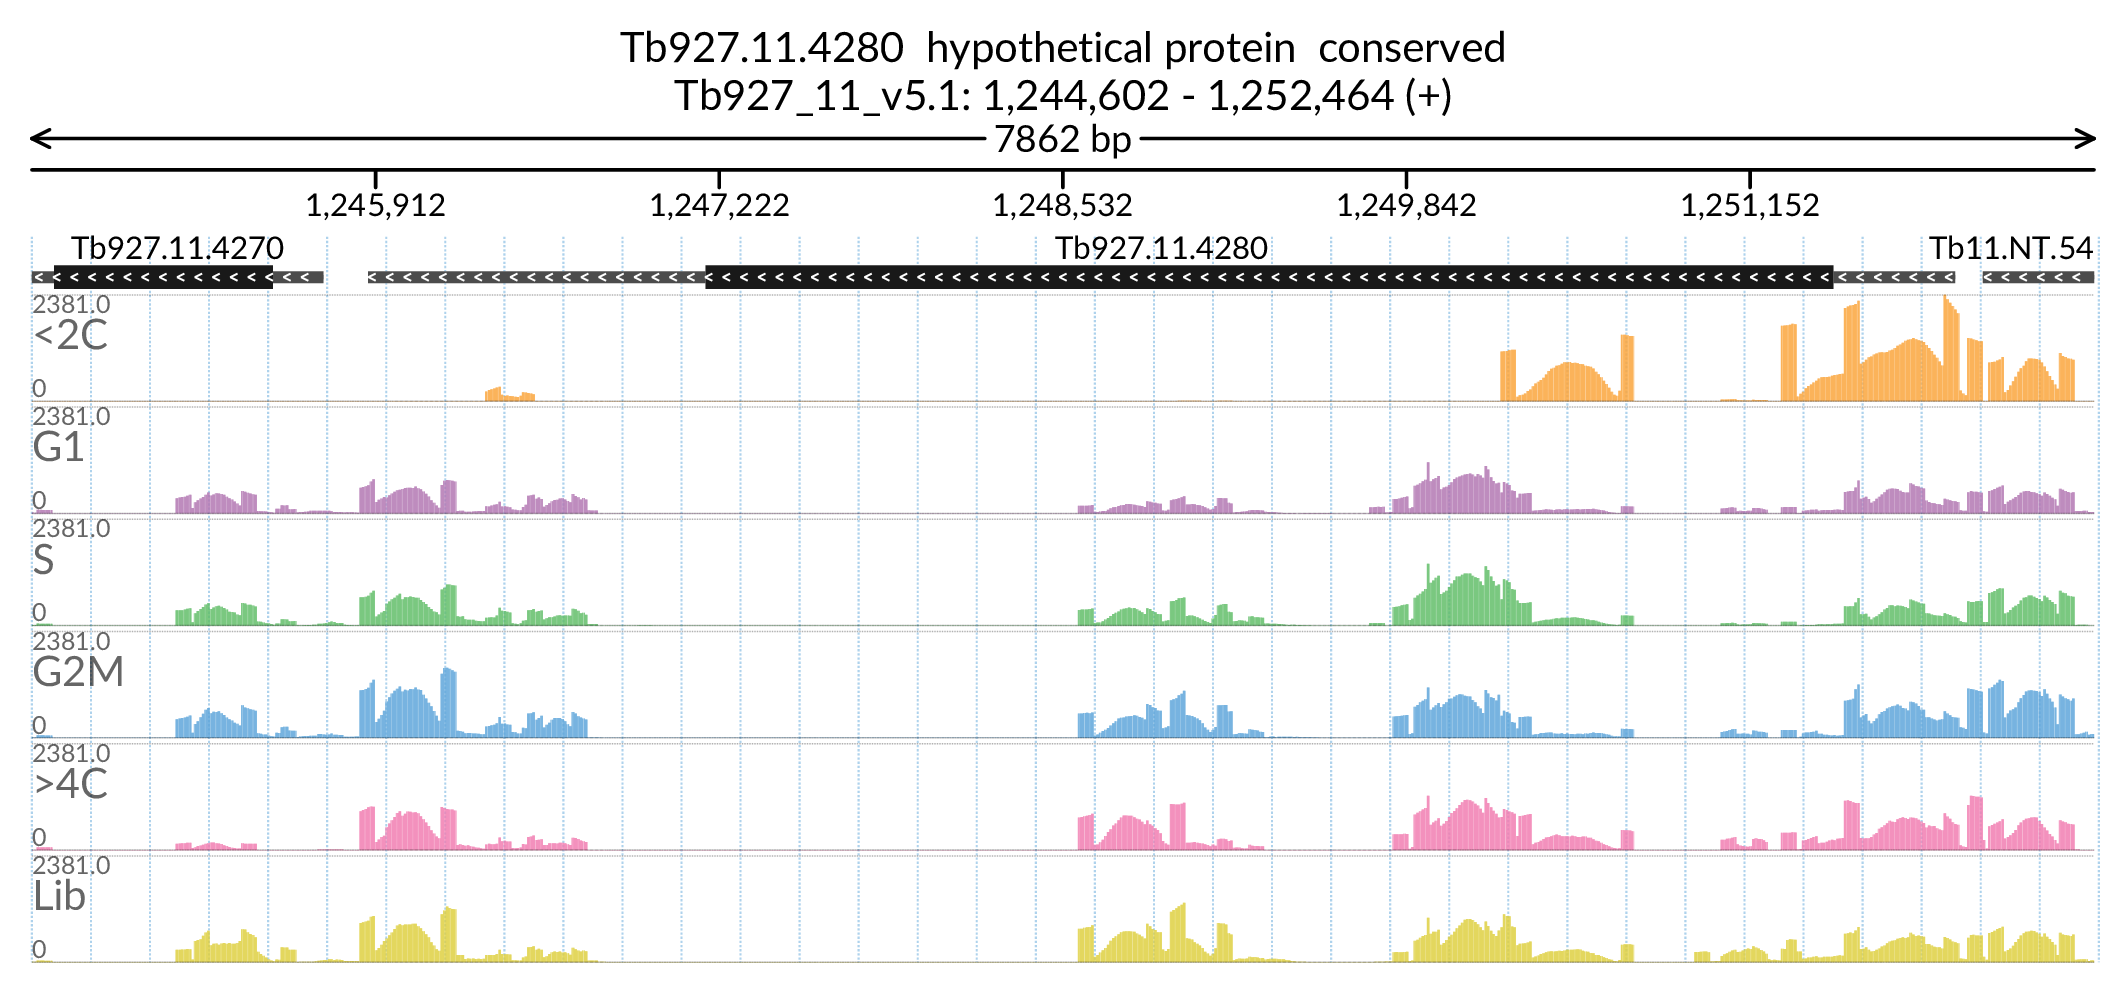 Tb927.11.4280  hypothetical protein  conserved
Tb927_11_v5.1: 1,244,602 - 1,252,464 (+)
7862 bp
1,245,912 1,247,222 1,248,532 1,249,842 1,251,152
Tb927.11.4270 Tb927.11.4280 Tb11.NT.54
2381.0
<2C
0
2381.0
G1
0
2381.0
S
0
2381.0
G2M
0
2381.0
>4C
0
2381.0
Lib
0